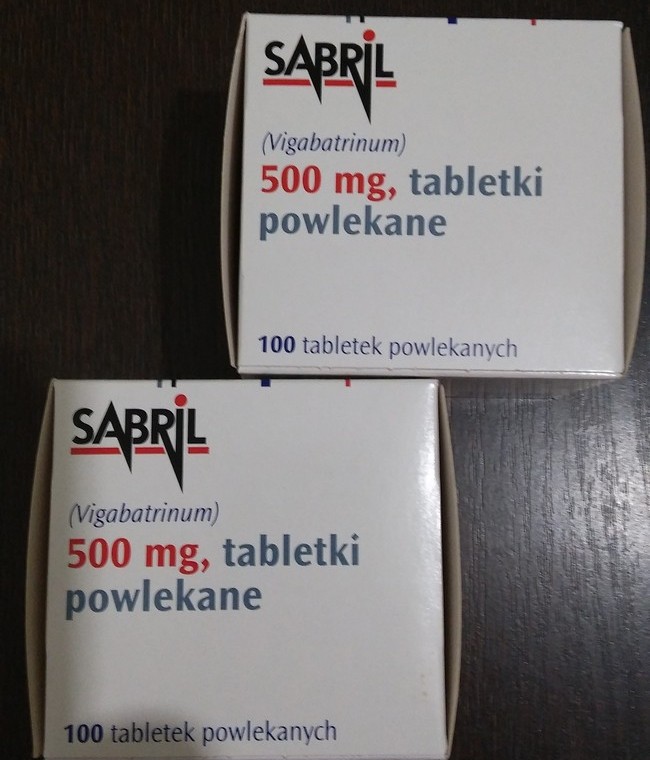 SABRIL
(Vigabatrinum)
500 mg, tabletki
powlekane
100 tabletek powlekanych
SABRIL
(Vigabatrinum)
500 mg, tabletki
powlekane
100 tabletek powlekanych